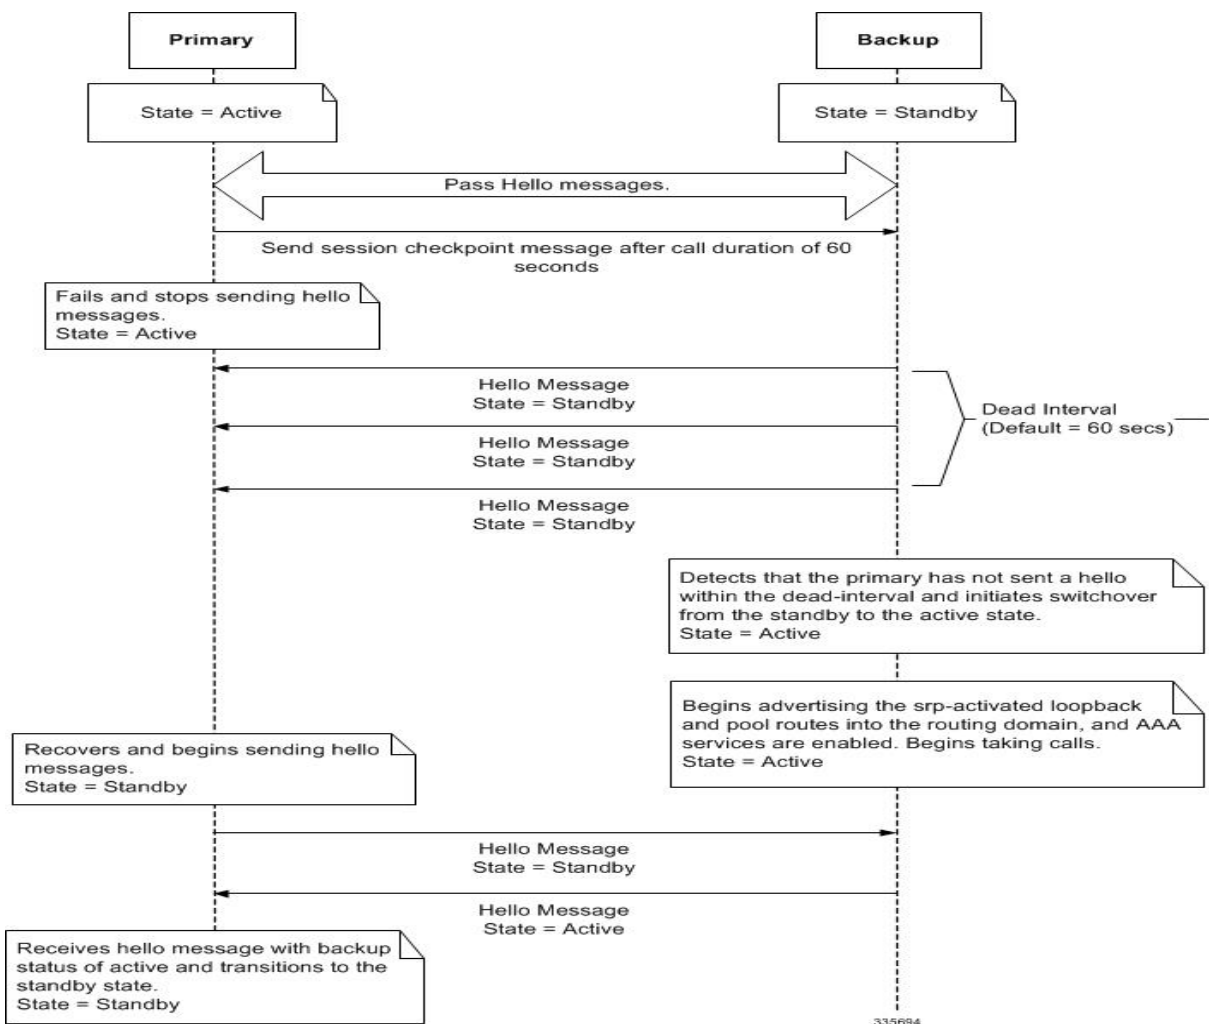 Primary
Backup
State = Active
State = Standby
Pass Hello messages.
Send session checkpoint message after call duration of 60
seconds
Fails and stops sending hello
messages.
State = Active
Hello Message
State = Standby
Hello Message
State = Standby
Hello Message
State = Standby
Dead Interval
(Default = 60 secs)
Detects that the primary has not sent a hello
within the dead-interval and initiates switchover
from the standby to the active state.
State = Active
Begins advertising the srp-activated loopback
and pool routes into the routing domain, and AAA
services are enabled. Begins taking calls.
State = Active
Recovers and begins sending hello
messages.
State = Standby
Hello Message
State = Standby
Hello Message
State = Active
Receives hello message with backup
status of active and transitions to the
standby state.
State = Standby
335694